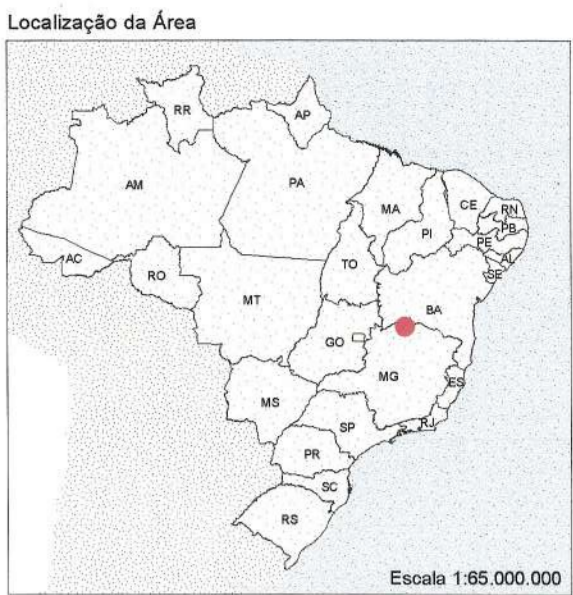 Localização da Área
RR
AP
AM
PA
MA
CE
RN
PB
PI
PE
AL
SE
AC
RO
TO
BA
MT
GO
MG
ES
MS
SP
RJ
PR
SC
RS
Escala 1:65.000.000